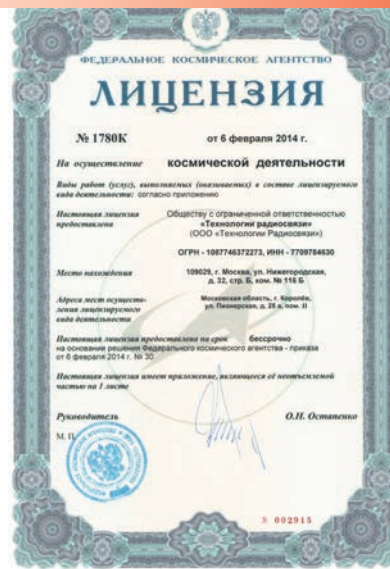 ФЕДЕРАЛЬНОЕ КОСМИЧЕСКОЕ АГЕНТСТВО
ЛИЦЕНЗИЯ
№ 1780К от 6 февраля 2014 г.
На осуществление космической деятельности
Виды работ (услуг), выполняемых (оказываемых) в составе лицензируемого
вида деятельности: согласно приложению
Настоящая лицензия Обществу с ограниченной ответственностью
предоставлена «Технологии радиосвязи»
(ООО «Технологии Радиосвязи»)
ОГРН - 1087746372273, ИНН - 7709784630
Место нахождения 109029, г. Москва, ул. Нижегородская,
д. 32, стр. Б, ком. № 116 Б
Адреса мест осуществ- Московская область, г. Королёв,
ления лицензируемого ул. Пионерская, д. 28 а, пом. II
вида деятельности
Настоящая лицензия предоставлена на срок бессрочно
на основании решения Федерального космического агентства - приказа
от 6 февраля 2014 г. № 30
Настоящая лицензия имеет приложение, являющееся её неотъемлемой
частью на 1 листе
Руководитель О.Н. Остапенко
М. П.
002915